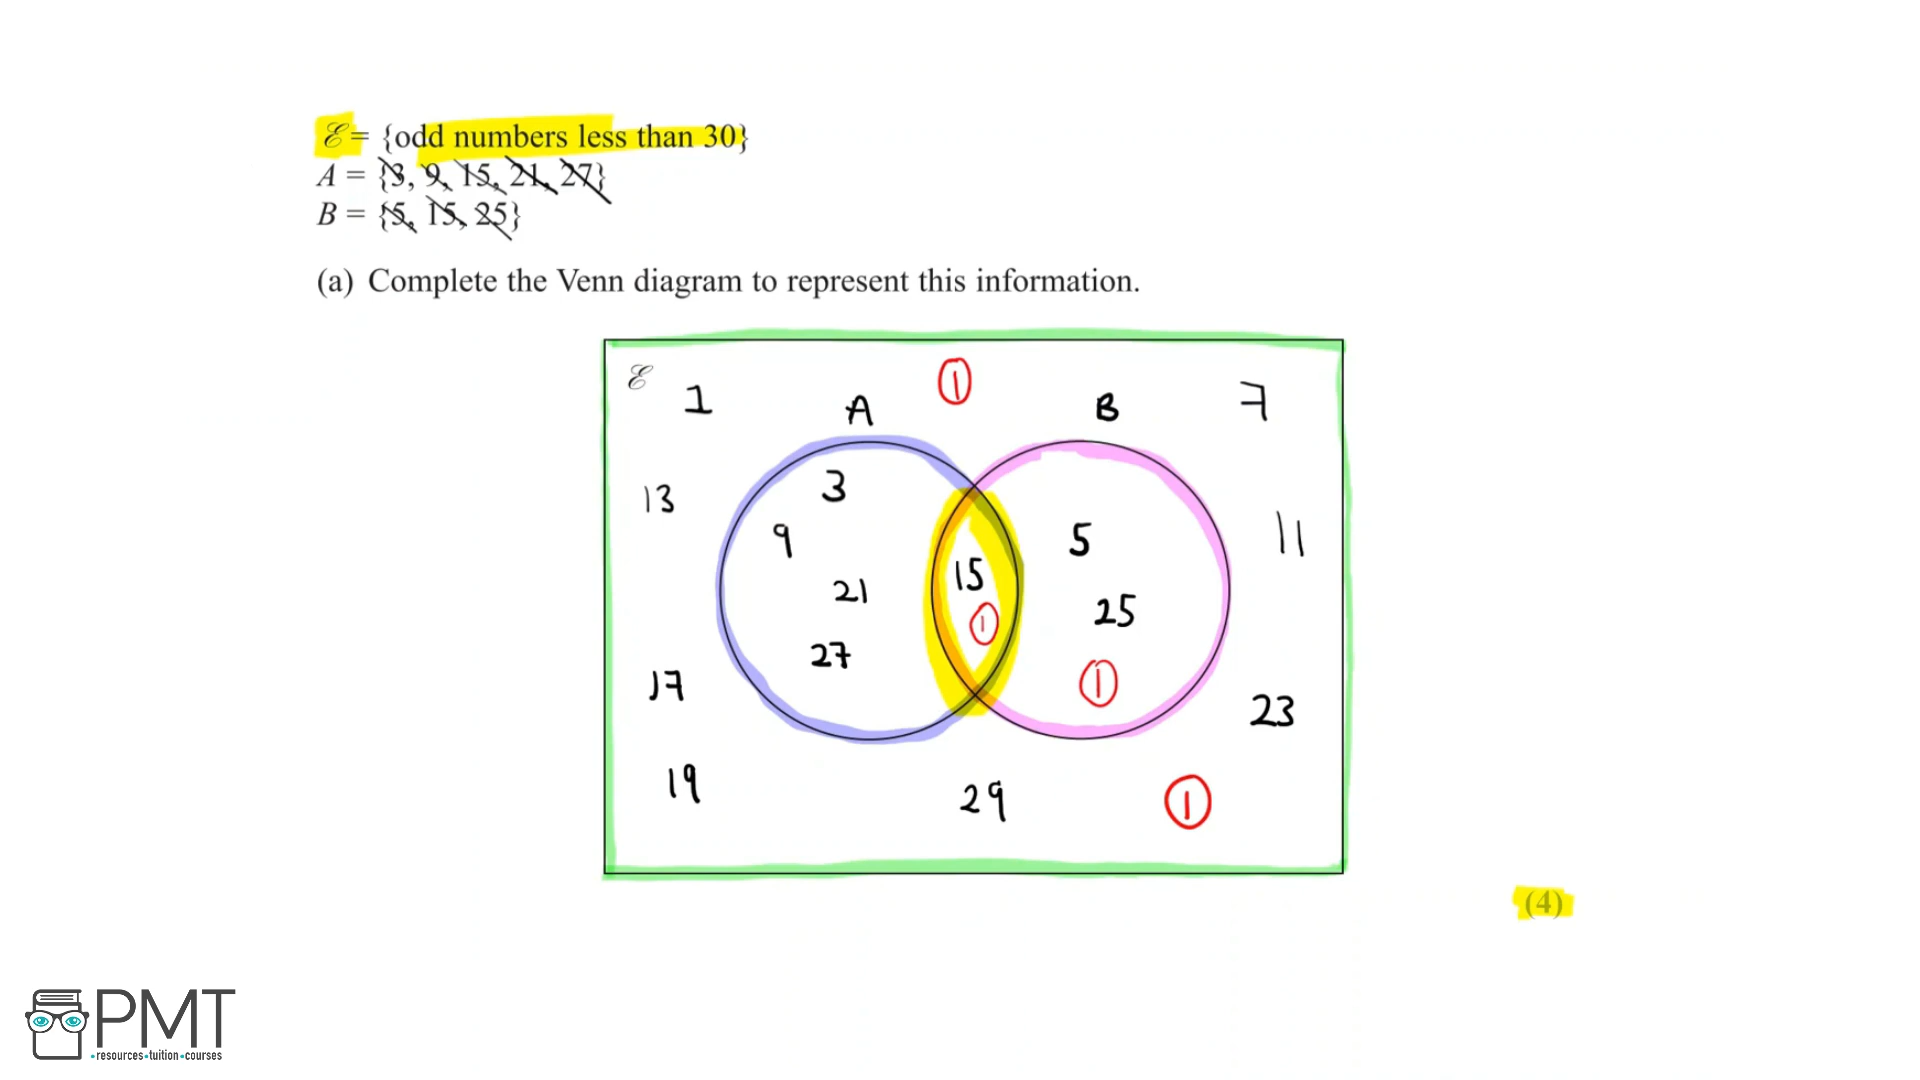 ℰ = {odd numbers less than 30}
A = {3, 9, 15, 21, 27}
B = {5, 15, 25}
(a) Complete the Venn diagram to represent this information.
ℰ 1 A 1 B 7
3
13 9 5 11
21 15 25
27 1 1
17 23
19 29 1
(4)
PMT
•resources•tuition•courses